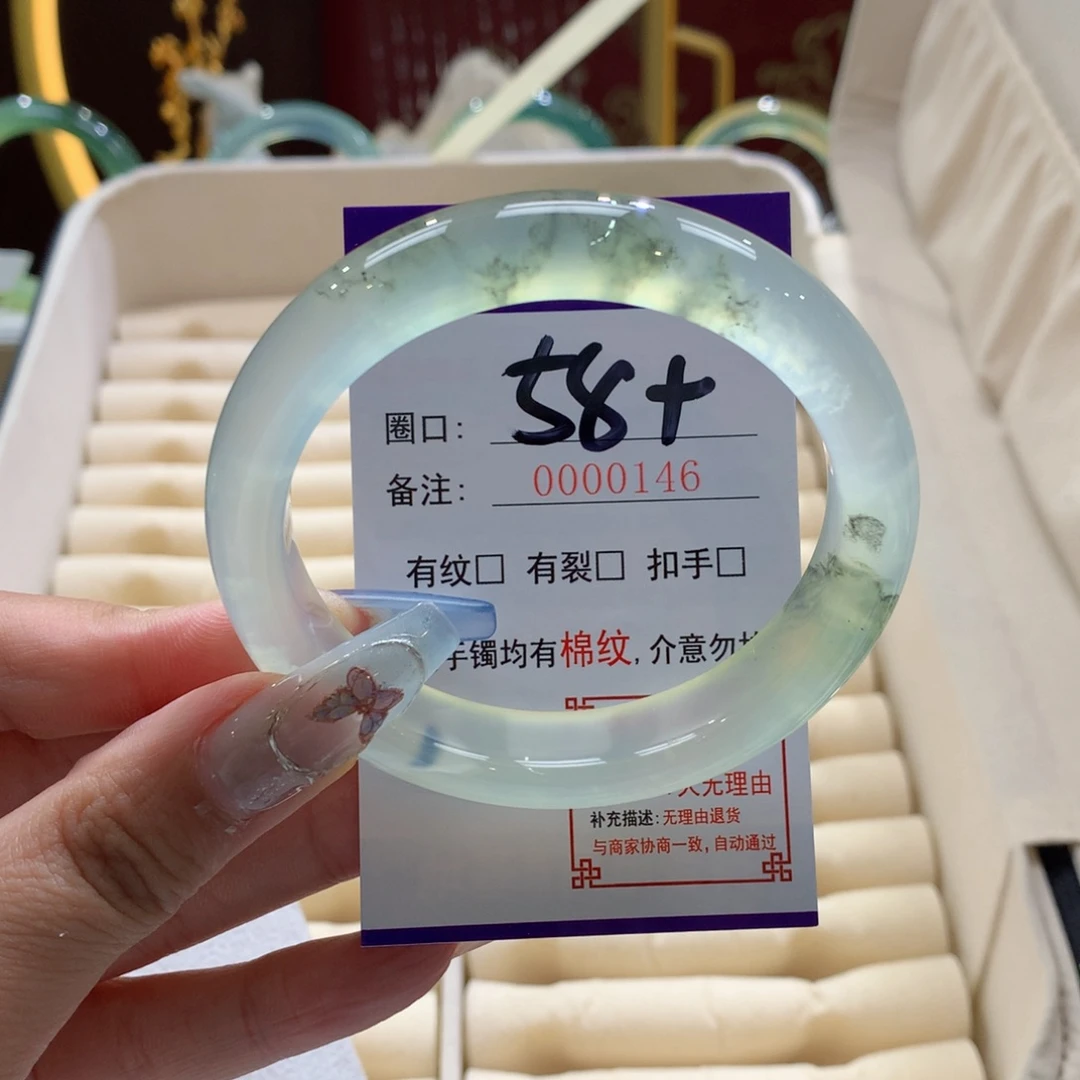 圈口: 58+
备注: 0000146
有纹□ 有裂□ 扣手□
手镯均有棉纹,介意勿
人无理由
补充描述:无理由退货
与商家协商一致,自动通过